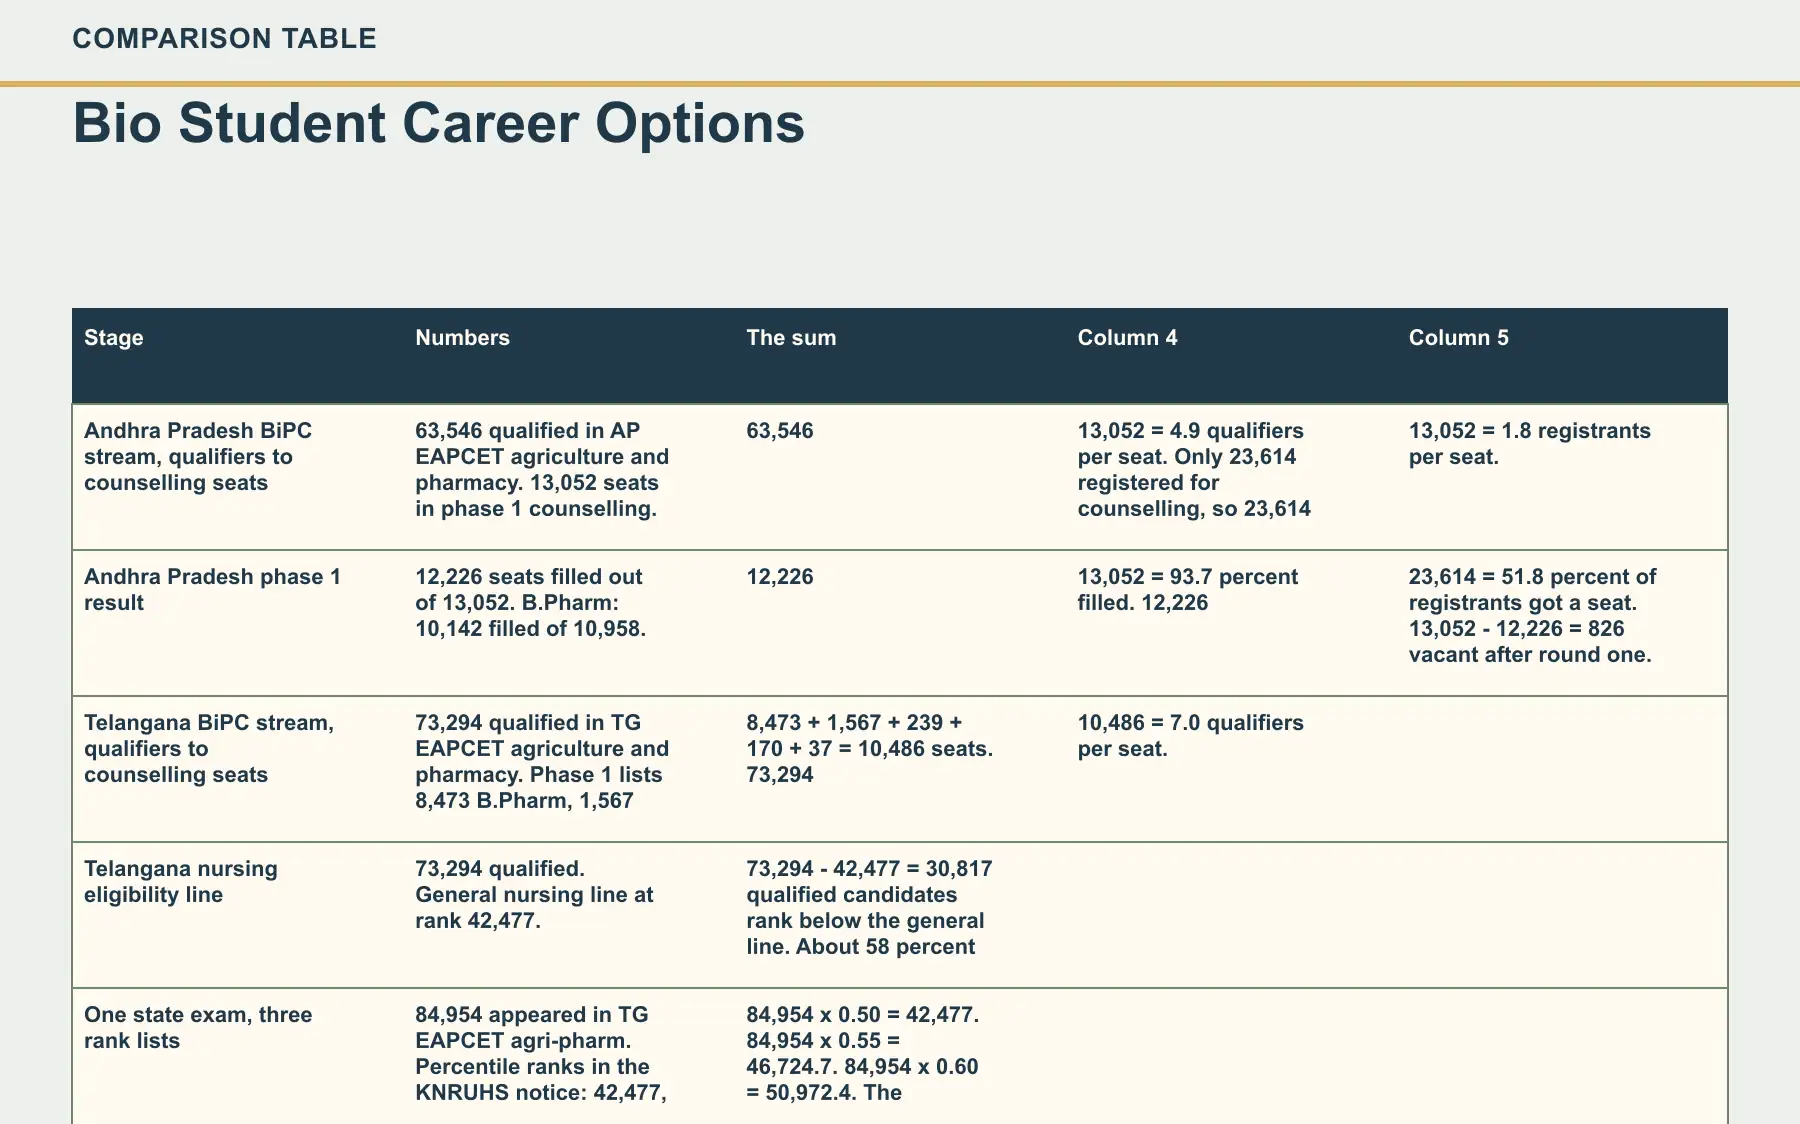 COMPARISON TABLE
Bio Student Career Options
Stage
Numbers
The sum
Column 4
Column 5
Andhra Pradesh BiPC
stream, qualifiers to
counselling seats
63,546 qualified in AP
EAPCET agriculture and
pharmacy. 13,052 seats
in phase 1 counselling.
63,546
13,052 = 4.9 qualifiers
per seat. Only 23,614
registered for
counselling, so 23,614
13,052 = 1.8 registrants
per seat.
Andhra Pradesh phase 1
result
12,226 seats filled out
of 13,052. B.Pharm:
10,142 filled of 10,958.
12,226
13,052 = 93.7 percent
filled. 12,226
23,614 = 51.8 percent of
registrants got a seat.
13,052 - 12,226 = 826
vacant after round one.
Telangana BiPC stream,
qualifiers to
counselling seats
73,294 qualified in TG
EAPCET agriculture and
pharmacy. Phase 1 lists
8,473 B.Pharm, 1,567
8,473 + 1,567 + 239 +
170 + 37 = 10,486 seats.
73,294
10,486 = 7.0 qualifiers
per seat.
Telangana nursing
eligibility line
73,294 qualified.
General nursing line at
rank 42,477.
73,294 - 42,477 = 30,817
qualified candidates
rank below the general
line. About 58 percent
One state exam, three
rank lists
84,954 appeared in TG
EAPCET agri-pharm.
Percentile ranks in the
KNRUHS notice: 42,477,
84,954 x 0.50 = 42,477.
84,954 x 0.55 =
46,724.7. 84,954 x 0.60
= 50,972.4. The